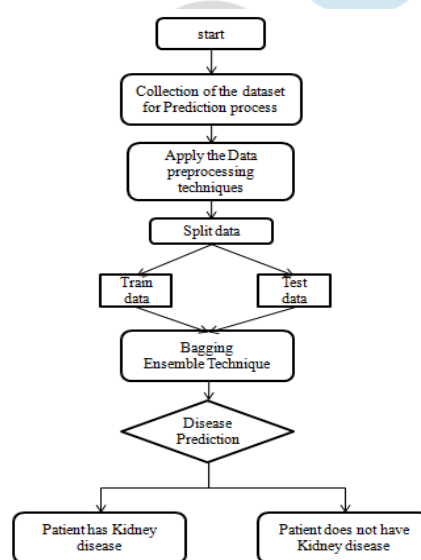 start
Collection of the dataset
for Prediction process
Apply the Data
preprocessing
techniques
Split data
Train
data
Test
data
Bagging
Ensemble Technique
Disease
Prediction
Patient has Kidney
disease
Patient does not have
Kidney disease